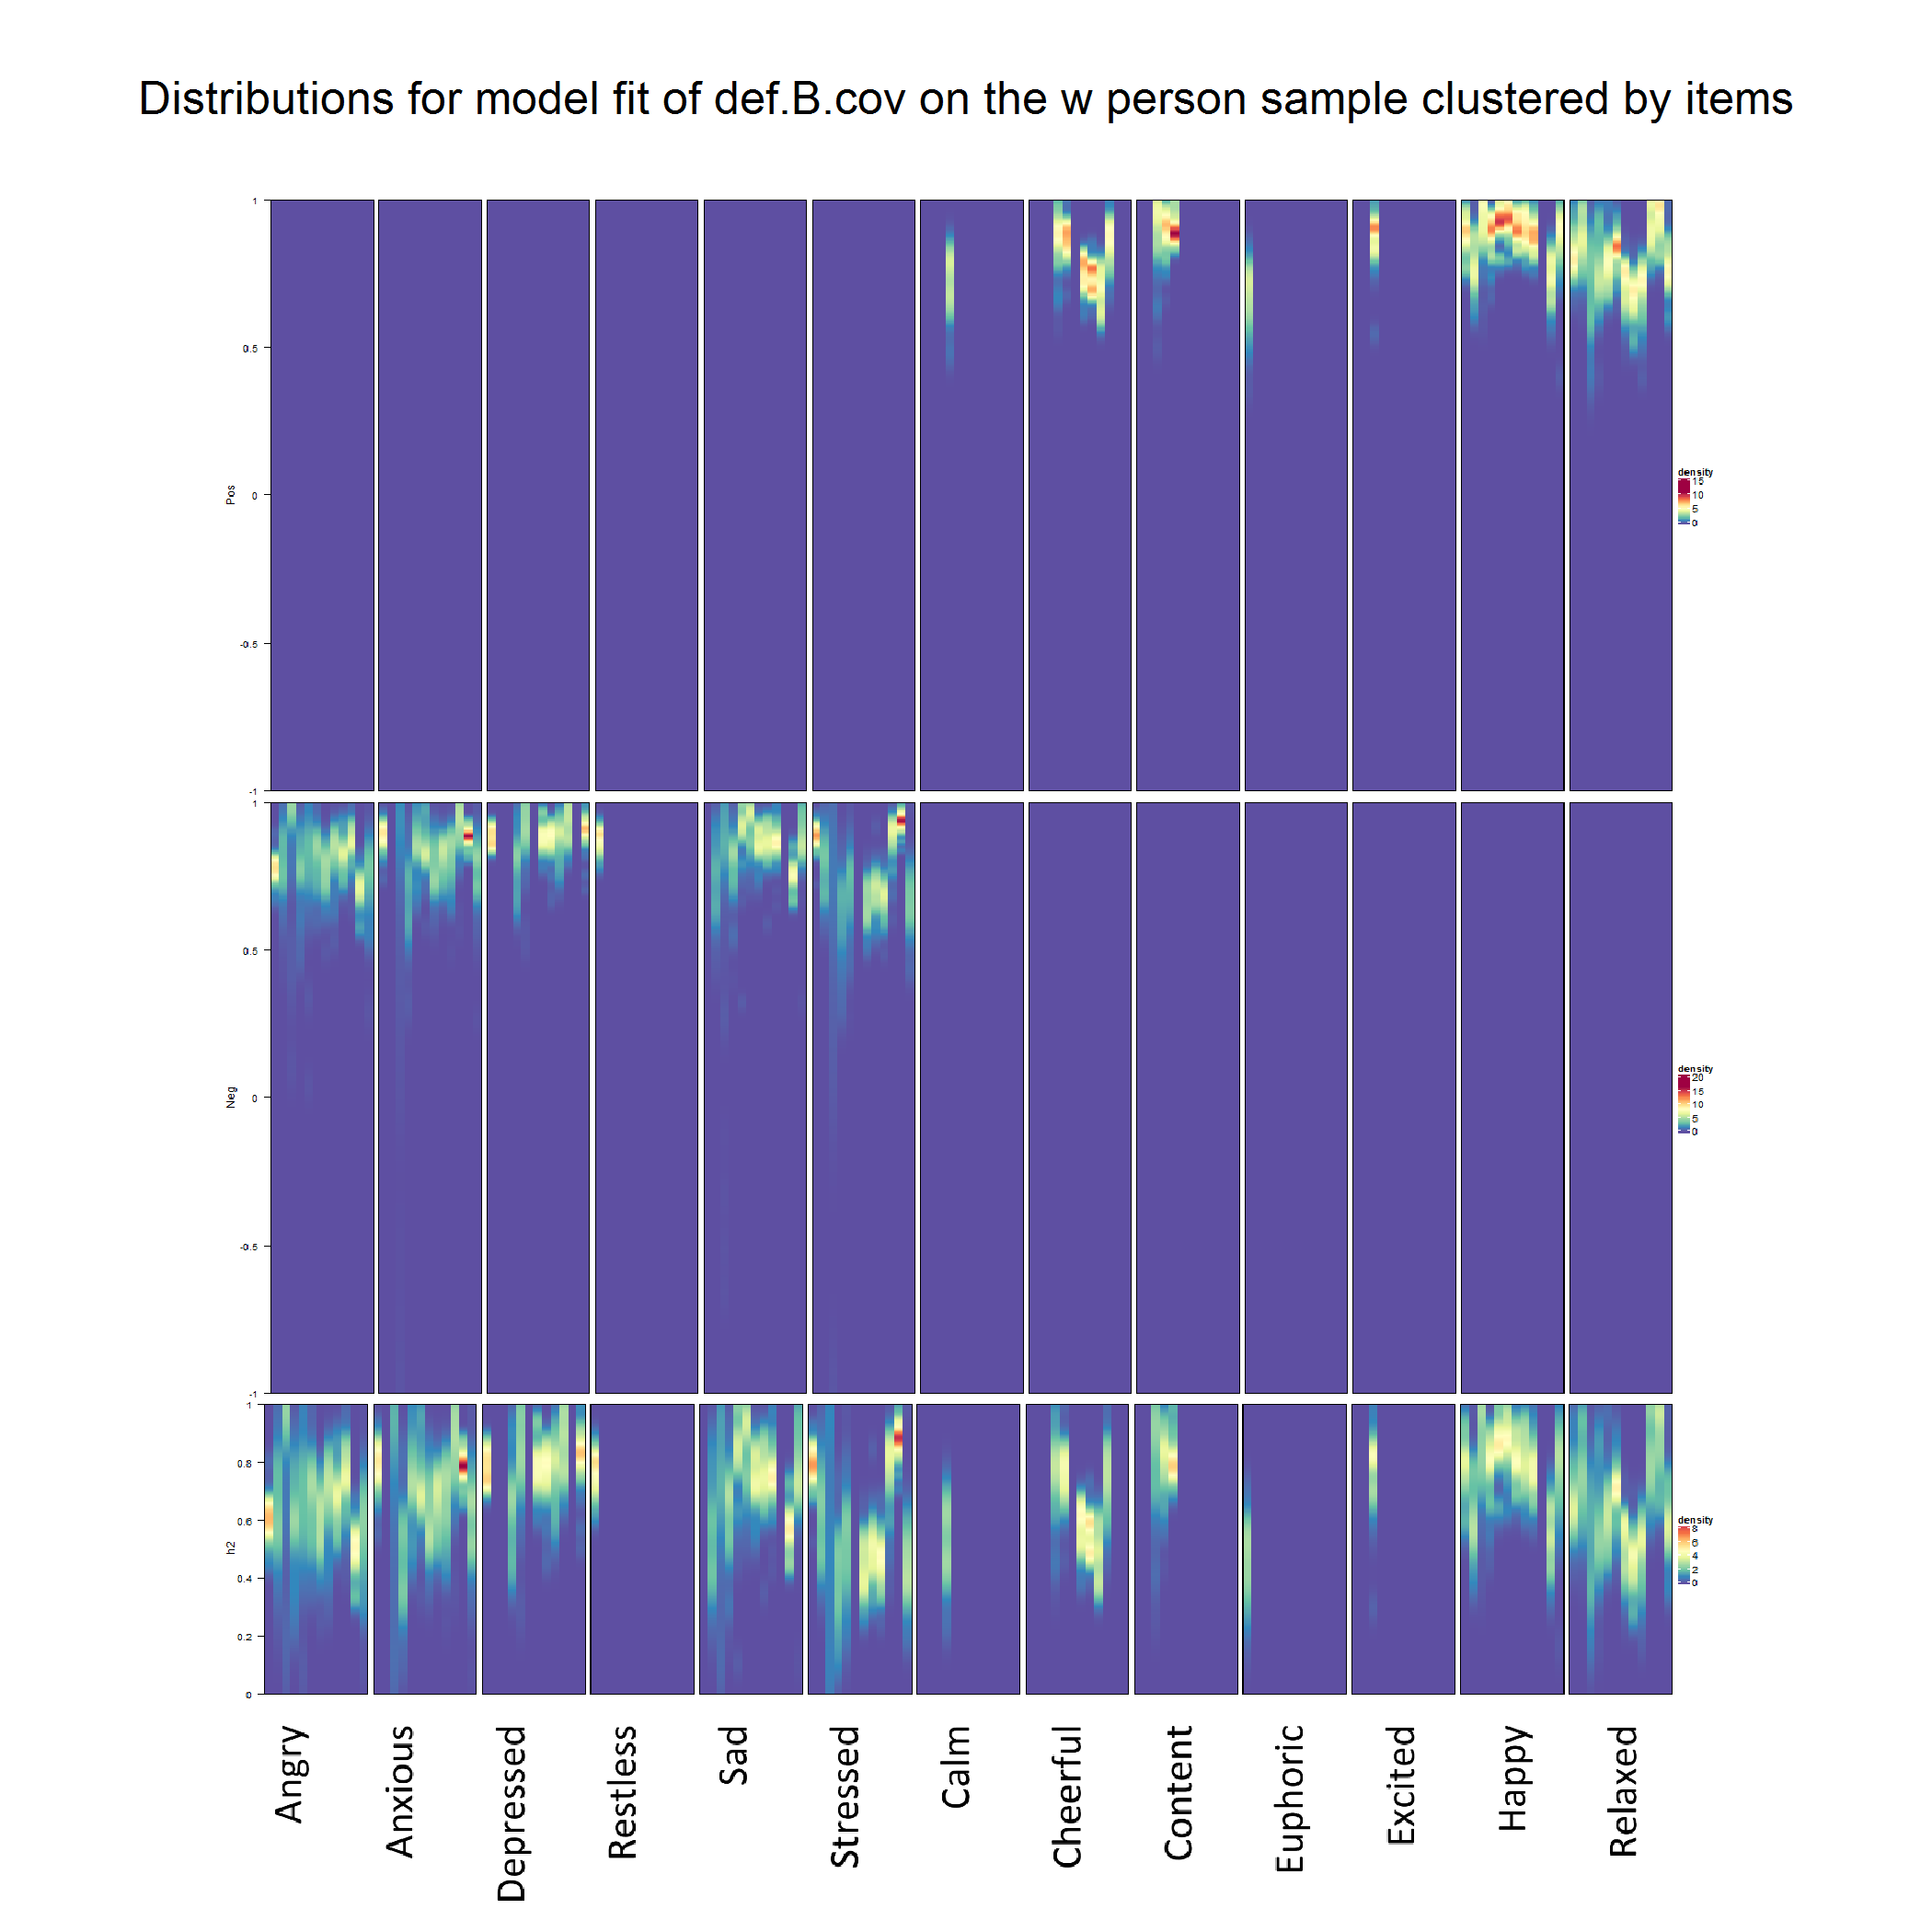 Distributions for model fit of def.B.cov on the w person sample clustered by items
1
0.5
0
-0.5
-1
Pos
density
15
10
5
0
1
0.5
0
-0.5
-1
Neg
density
20
15
10
5
0
1
0.8
0.6
0.4
0.2
0
h2
density
8
6
4
2
0
Angry
Anxious
Depressed
Restless
Sad
Stressed
Calm
Cheerful
Content
Euphoric
Excited
Happy
Relaxed